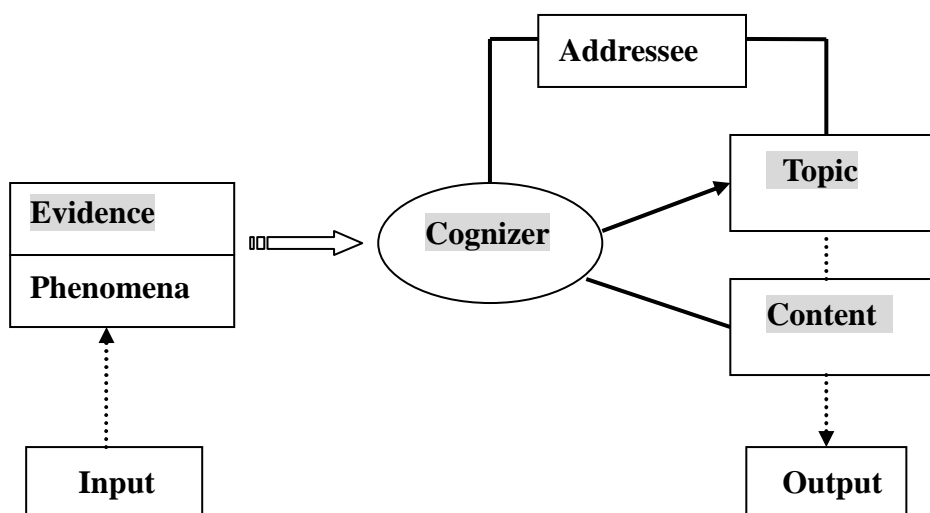 Addressee
Topic
Evidence
Cognizer
Phenomena
Content
Input
Output